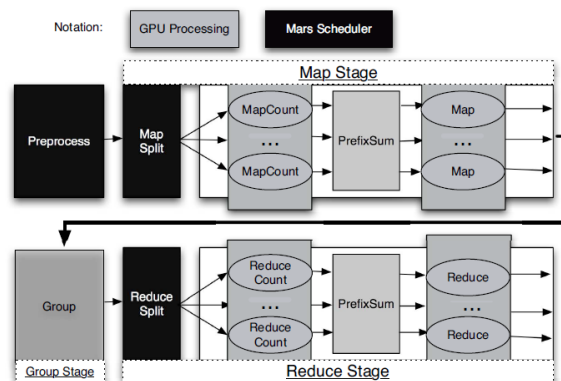 Notation:
GPU Processing
Mars Scheduler
Map Stage
Preprocess
Map
Split
MapCount
...
MapCount
PrefixSum
Map
...
Map
Group
Group Stage
Reduce
Split
Reduce
Count
...
Reduce
Count
PrefixSum
Reduce
...
Reduce
Reduce Stage